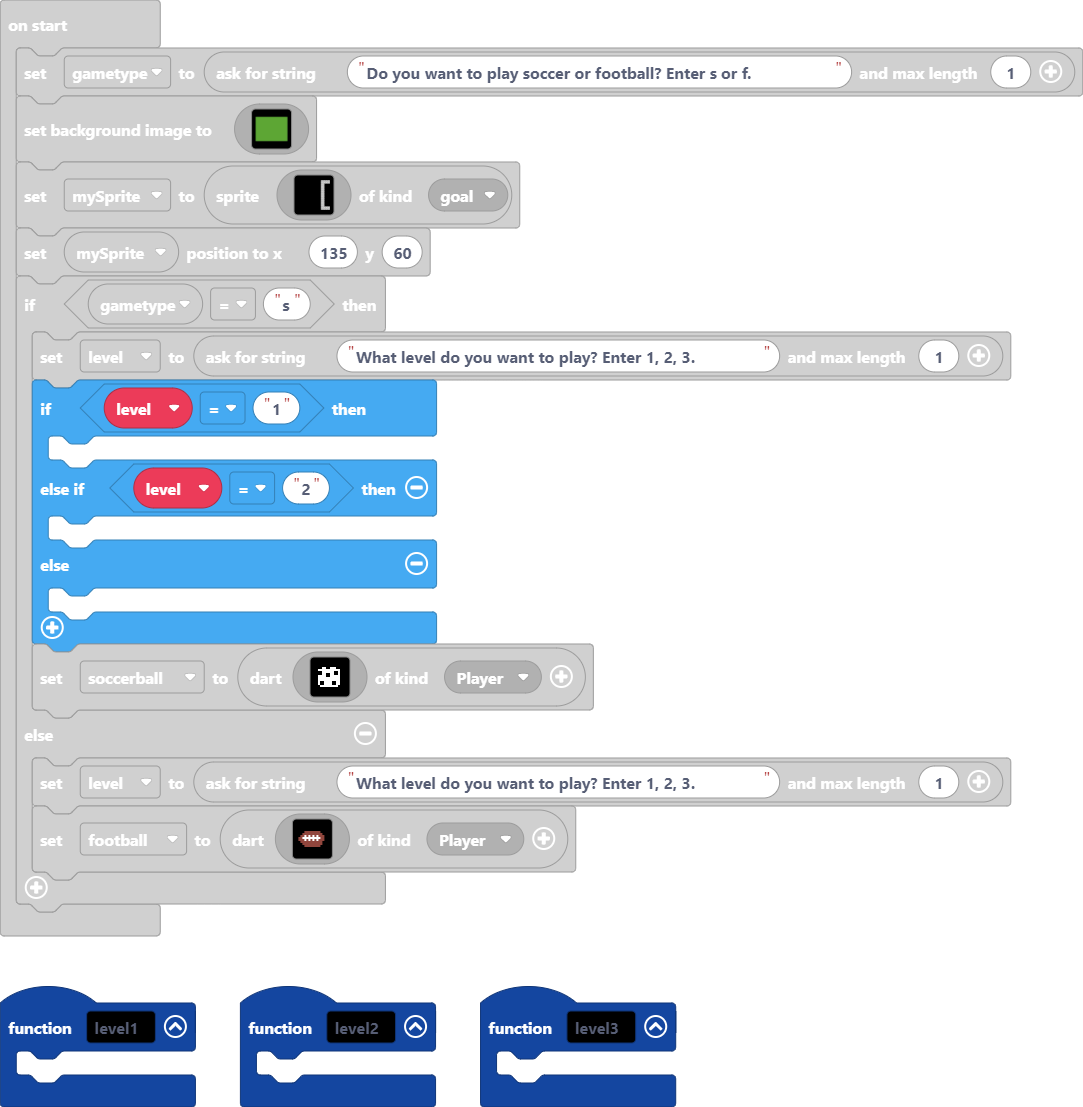 on start
set gametype to ask for string "Do you want to play soccer or football? Enter s or f." and max length 1
set background image to
set mySprite to sprite of kind goal
set mySprite position to x 135 y 60
if gametype = "s" then
set level to ask for string "What level do you want to play? Enter 1, 2, 3." and max length 1
if level = "1" then
else if level = "2" then
else
set soccerball to dart of kind Player
else
set level to ask for string "What level do you want to play? Enter 1, 2, 3." and max length 1
set football to dart of kind Player
function level1 function level2 function level3